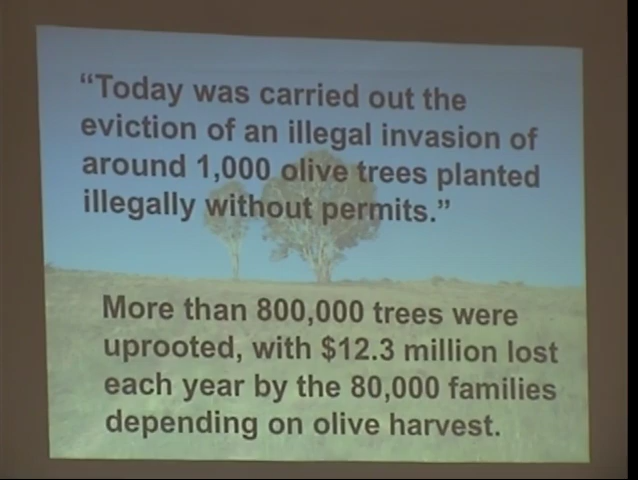 “Today was carried out the
eviction of an illegal invasion of
around 1,000 olive trees planted
illegally without permits.”
More than 800,000 trees were
uprooted, with $12.3 million lost
each year by the 80,000 families
depending on olive harvest.